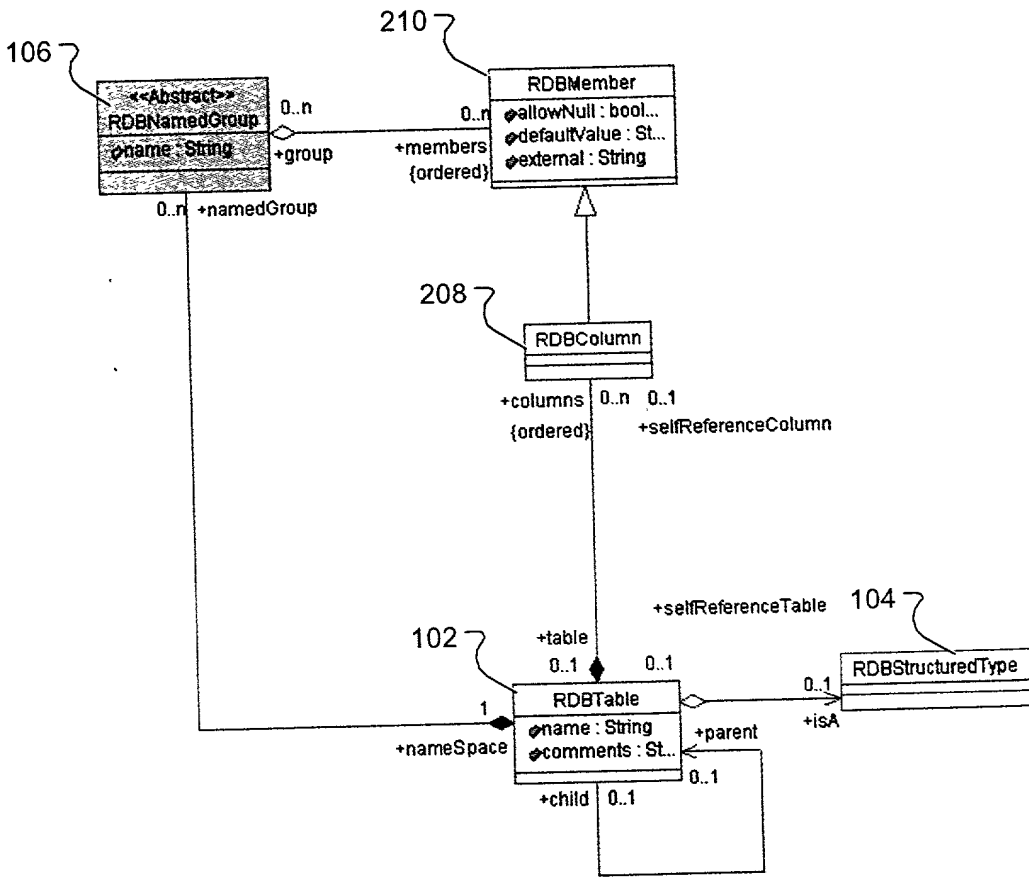 106
210
<<Abstract>>
RDBNamedGroup
name : String
0..n
+group
0..n
+members
{ordered}
RDBMember
allowNull : bool...
defaultValue : St...
external : String
0..n +namedGroup
208
RDBColumn
+columns 0..n 0..1
{ordered} +selfReferenceColumn
+selfReferenceTable
104
+table
102
0..1 0..1
RDBStructuredType
RDBTable
name : String
comments : St...
1
+nameSpace
0..1
+isA
+parent
0..1
+child 0..1